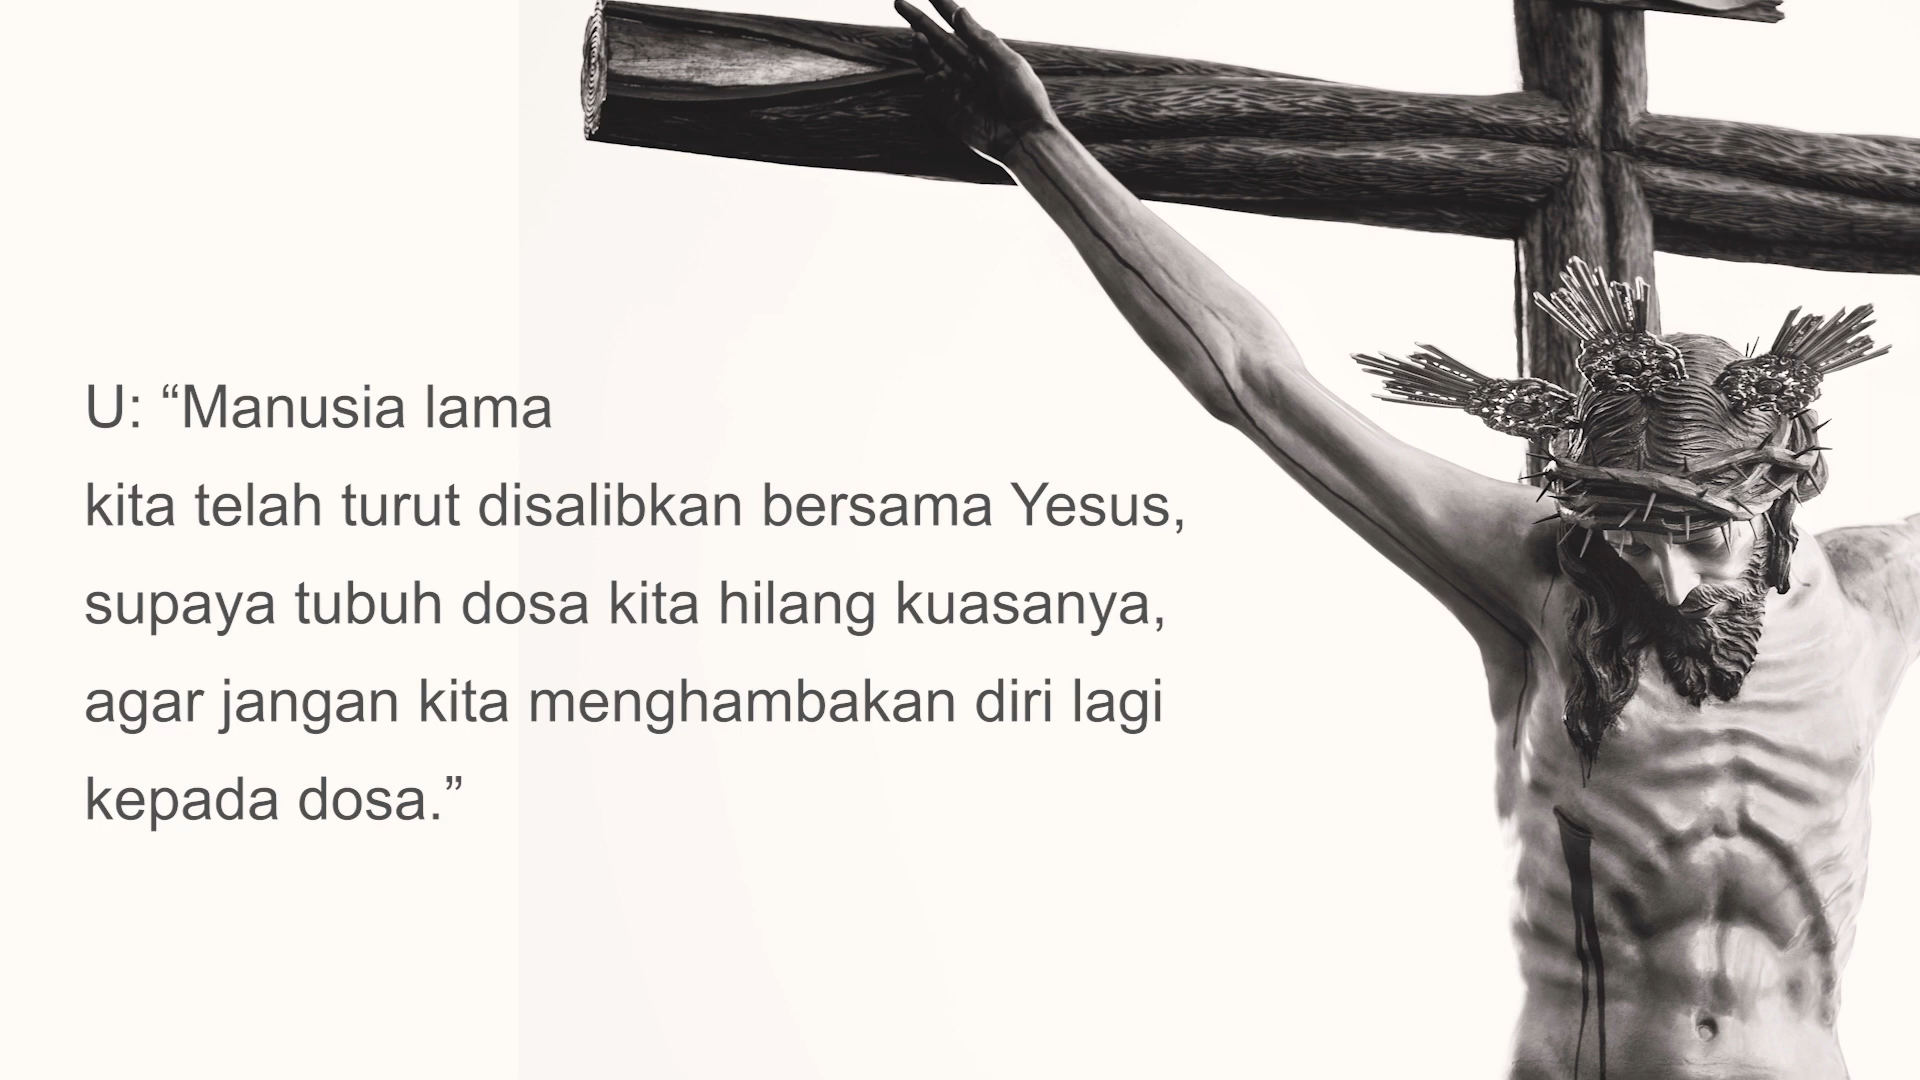 U: “Manusia lama
kita telah turut disalibkan bersama Yesus,
supaya tubuh dosa kita hilang kuasanya,
agar jangan kita menghambakan diri lagi
kepada dosa.”